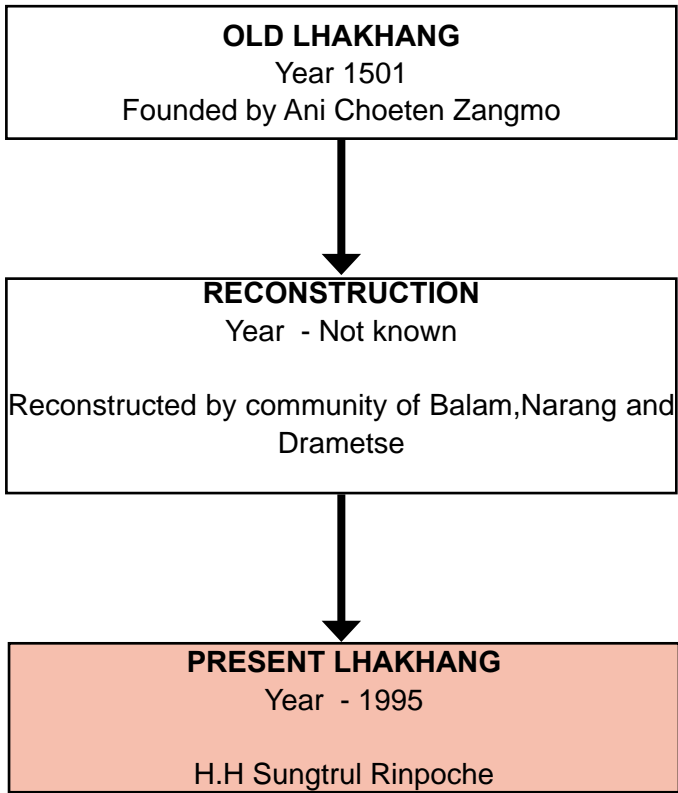 OLD LHAKHANG
Year 1501
Founded by Ani Choeten Zangmo
RECONSTRUCTION
Year - Not known
Reconstructed by community of Balam,Narang and
Drametse
PRESENT LHAKHANG
Year - 1995
H.H Sungtrul Rinpoche